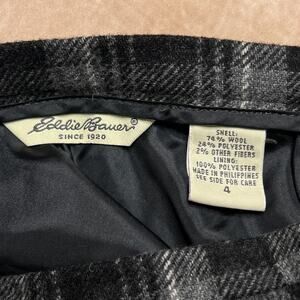 Eddie Bauer®
SINCE 1920
SHELL:
74% WOOL
24% POLYESTER
2% OTHER FIBERS
LINING:
100% POLYESTER
MADE IN PHILIPPINES
SEE SIDE FOR CARE
4